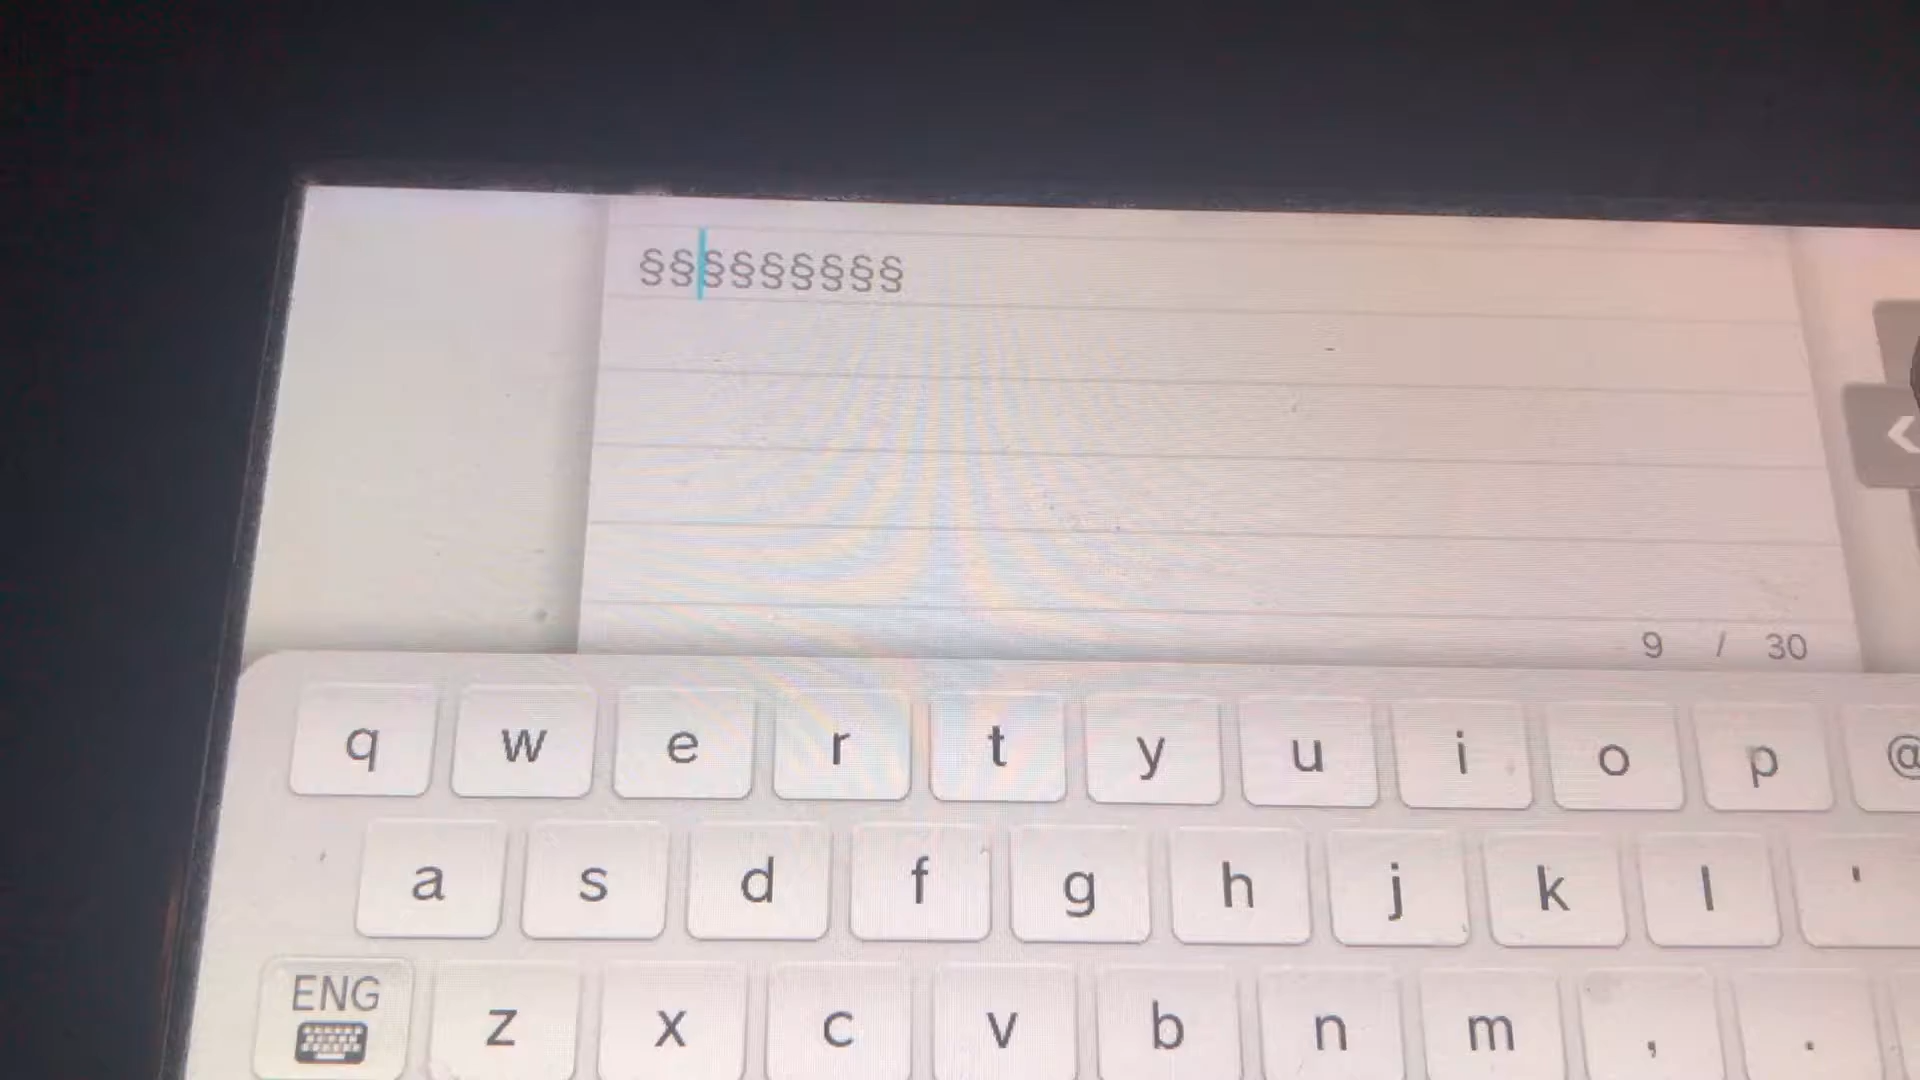 §§§§§§§§§
9 / 30
q w e r t y u i o p @
a s d f g h j k l '
ENG z x c v b n m , .